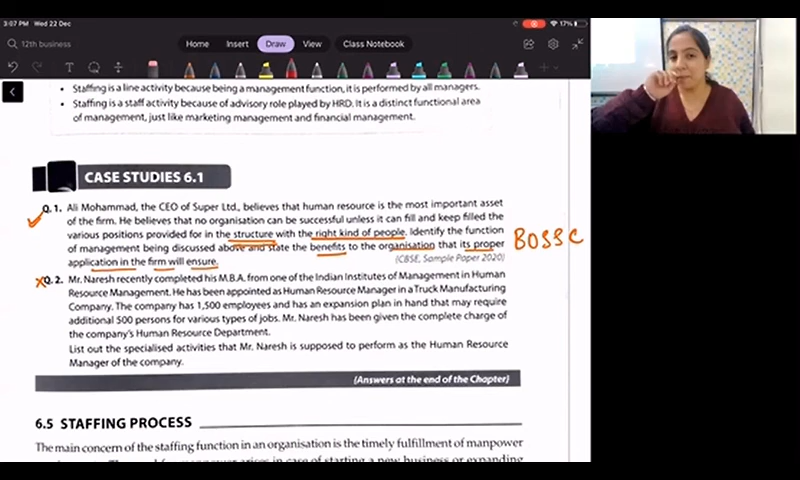 3:07 PM Wed 22 Dec
17%
12th business
Home Insert Draw View Class Notebook
• Staffing is a line activity because being a management function, it is performed by all managers.
• Staffing is a staff activity because of advisory role played by HRD. It is a distinct functional area
of management, just like marketing management and financial management.
CASE STUDIES 6.1
Q.1. Ali Mohammad, the CEO of Super Ltd., believes that human resource is the most important asset
of the firm. He believes that no organisation can be successful unless it can fill and keep filled the
various positions provided for in the structure with the right kind of people. Identify the function
of management being discussed above and state the benefits to the organisation that its proper
BOSSC
application in the firm will ensure. (CBSE, Sample Paper 2020)
Q.2. Mr. Naresh recently completed his M.B.A. from one of the Indian Institutes of Management in Human
Resource Management. He has been appointed as Human Resource Manager in a Truck Manufacturing
Company. The company has 1,500 employees and has an expansion plan in hand that may require
additional 500 persons for various types of jobs. Mr. Naresh has been given the complete charge of
the company's Human Resource Department.
List out the specialised activities that Mr. Naresh is supposed to perform as the Human Resource
Manager of the company.
(Answers at the end of the Chapter)
6.5 STAFFING PROCESS
The main concern of the staffing function in an organisation is the timely fulfillment of manpower